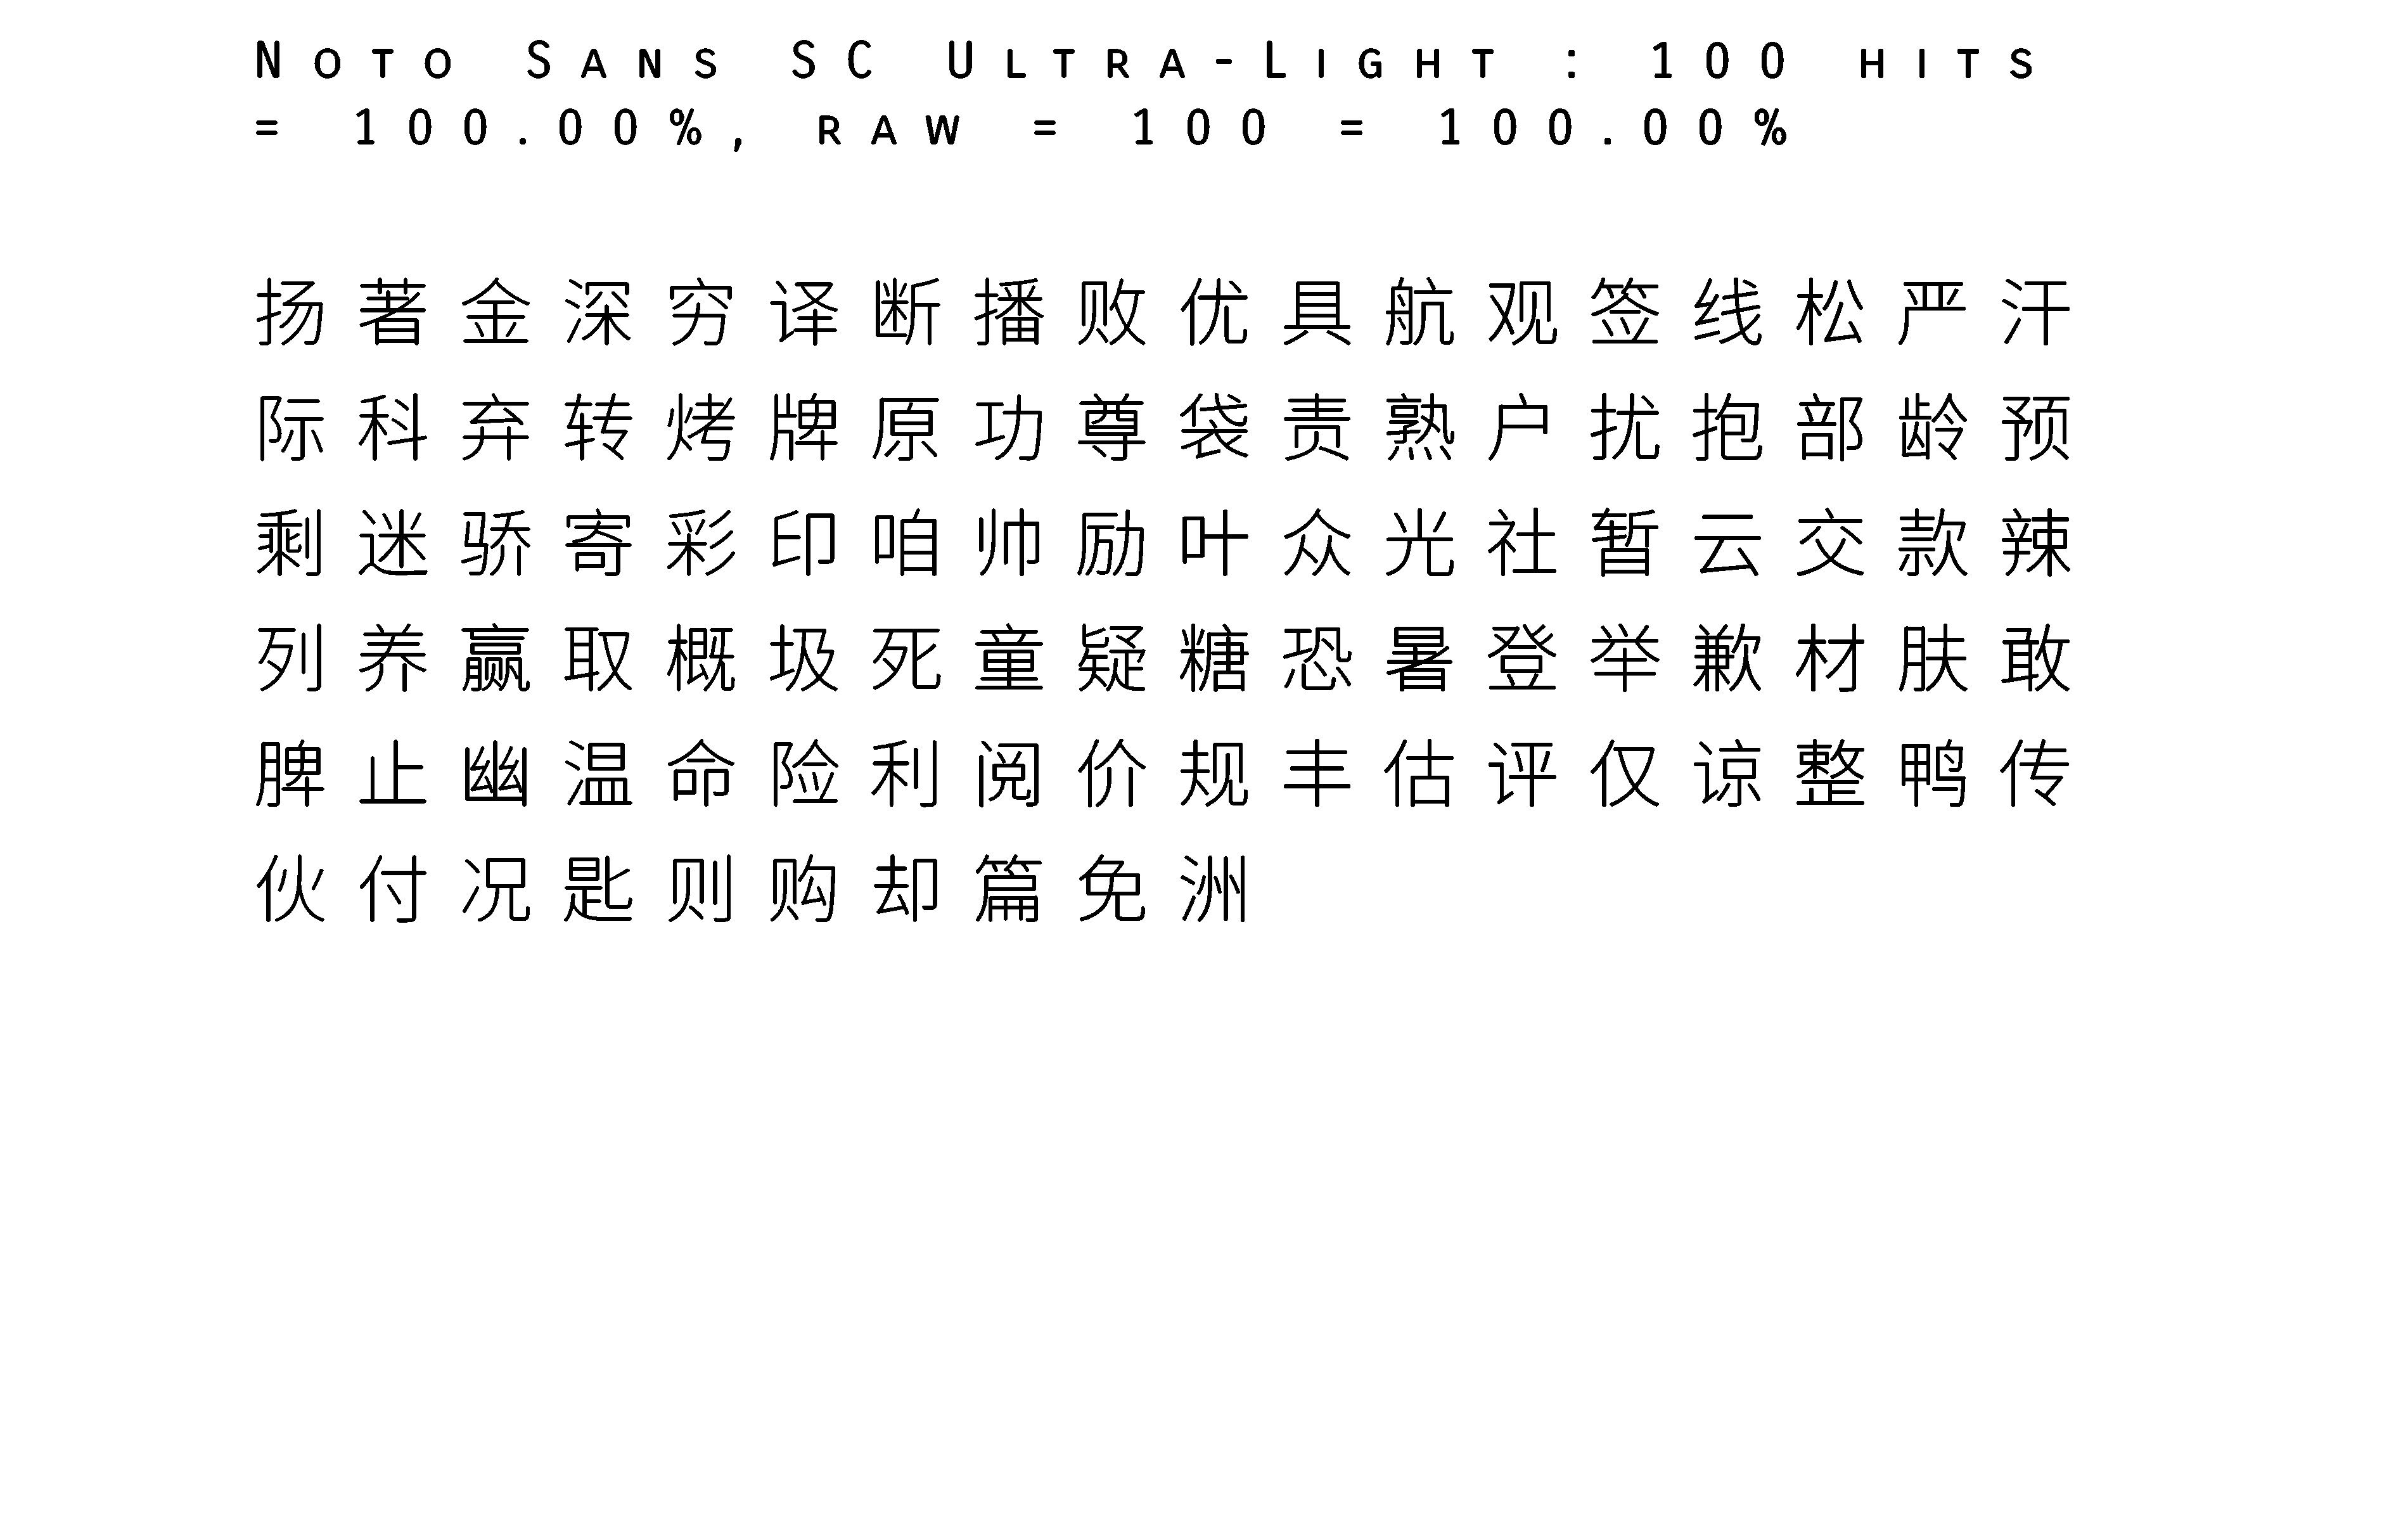 Noto Sans SC Ultra-Light : 100 hits
= 100.00%, raw = 100 = 100.00%
扬著金深穷译断播败优具航观签线松严汗
际科弃转烤牌原功尊袋责熟户扰抱部龄预
剩迷骄寄彩印咱帅励叶众光社暂云交款辣
列养赢取概圾死童疑糖恐暑登举歉材肤敢
脾止幽温命险利阅价规丰估评仅谅整鸭传
伙付况匙则购却篇免洲